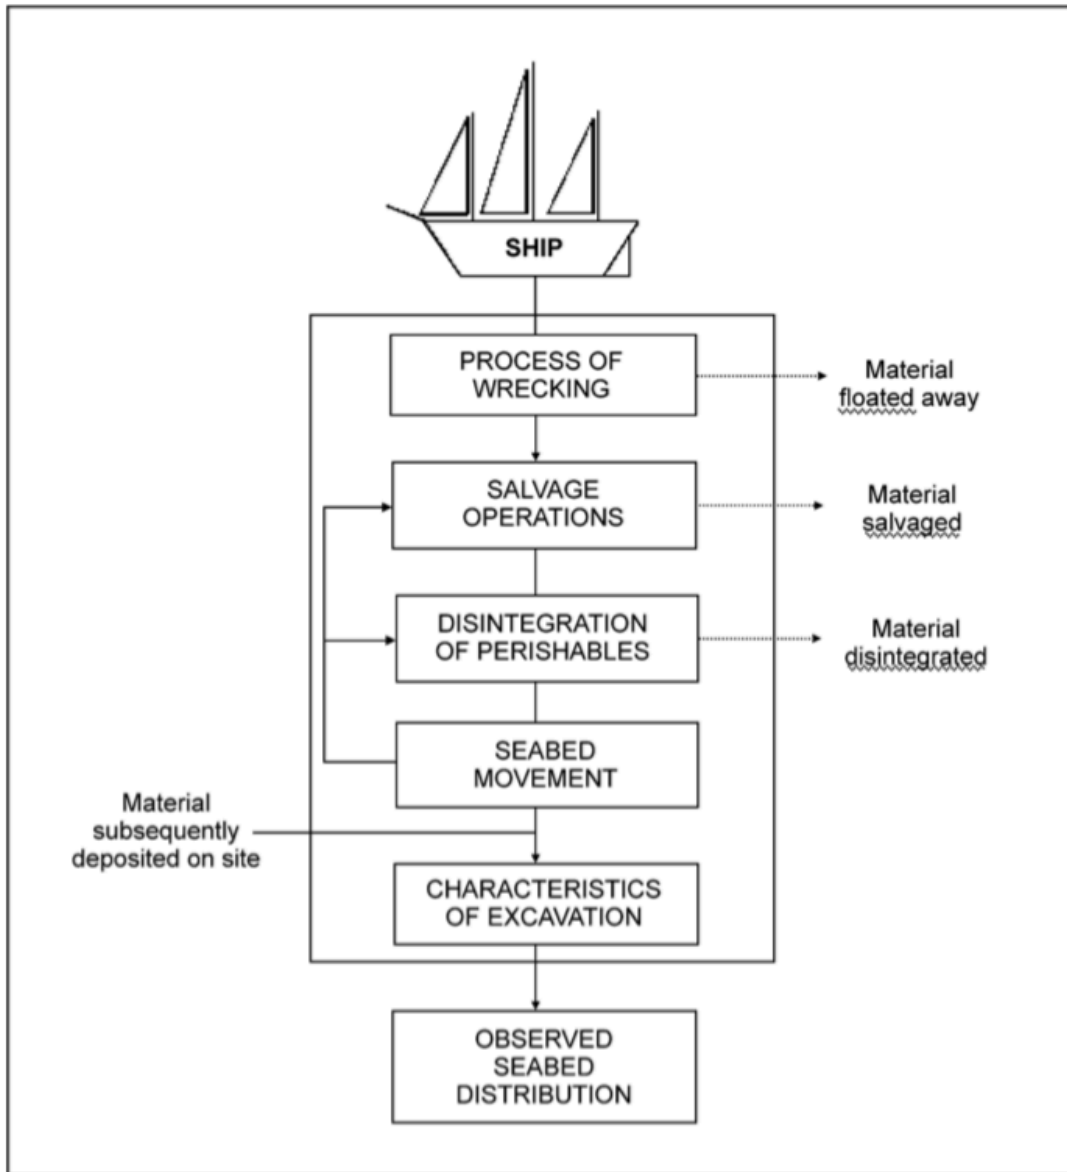 SHIP
PROCESS OF
WRECKING
Material
floated away
SALVAGE
OPERATIONS
Material
salvaged
DISINTEGRATION
OF PERISHABLES
Material
disintegrated
SEABED
MOVEMENT
Material
subsequently
deposited on site
CHARACTERISTICS
OF EXCAVATION
OBSERVED
SEABED
DISTRIBUTION